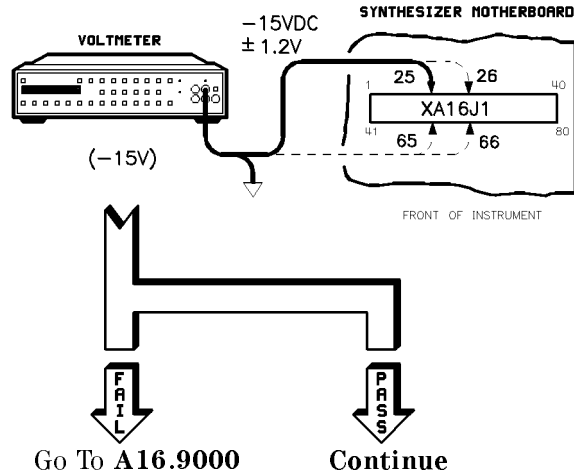 SYNTHESIZER MOTHERBOARD
VOLTMETER
−15VDC
± 1.2V
25 26
1 40
XA16J1
41 80
65 66
(−15V)
FRONT OF INSTRUMENT
FAIL
PASS
Go To A16.9000
Continue